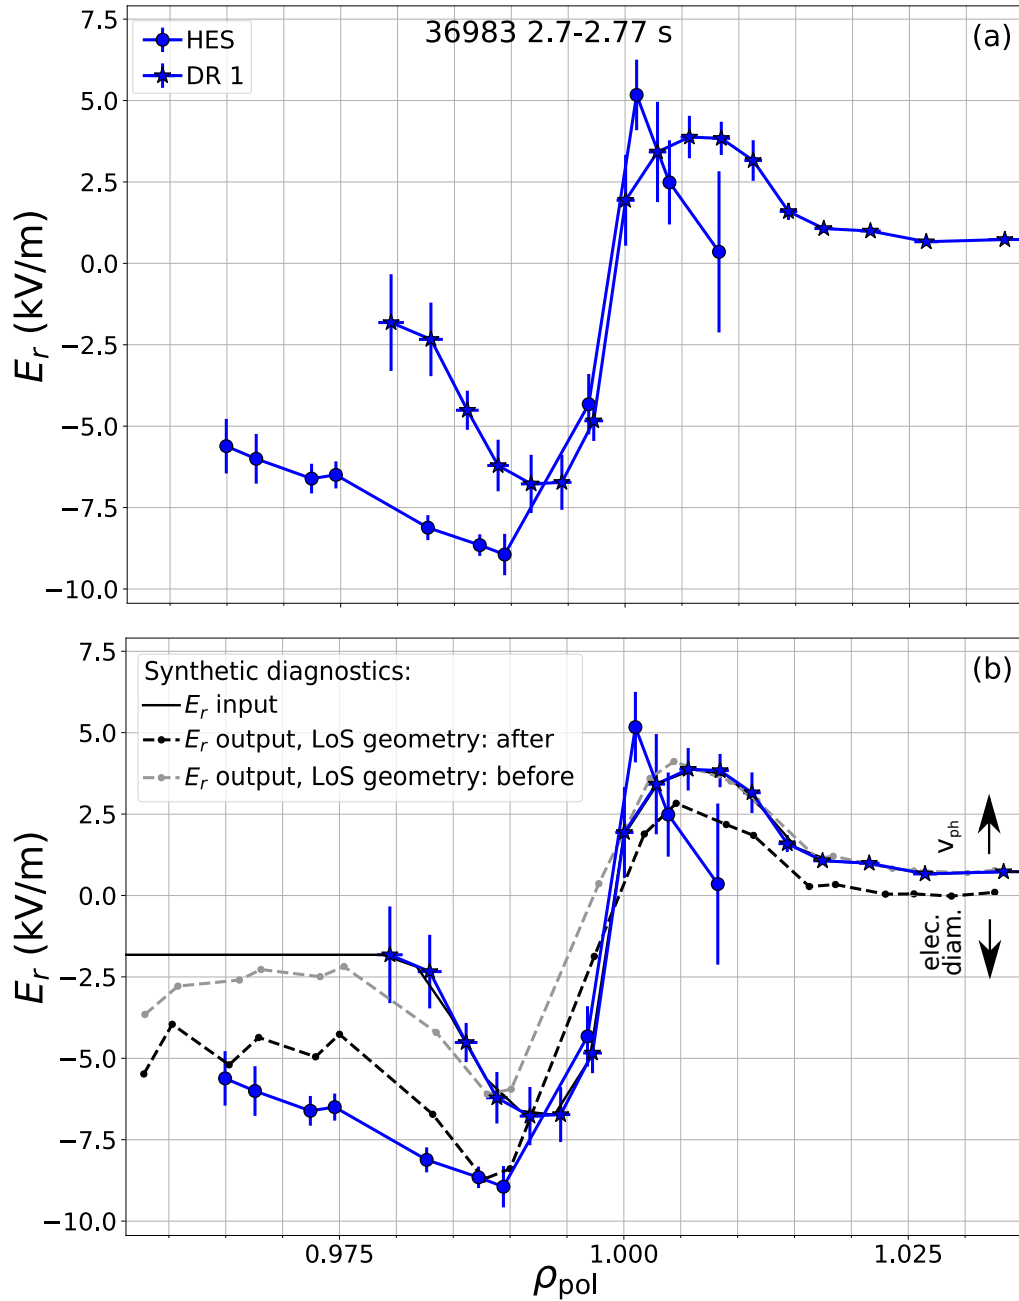 36983 2.7-2.77 s
(a)
HES
DR 1
7.5
5.0
2.5
0.0
−2.5
−5.0
−7.5
−10.0
E_r (kV/m)
(b)
Synthetic diagnostics:
E_r input
E_r output, LoS geometry: after
E_r output, LoS geometry: before
7.5
5.0
2.5
0.0
−2.5
−5.0
−7.5
−10.0
E_r (kV/m)
v_ph
elec.
diam.
0.975
1.000
1.025
ρ_pol